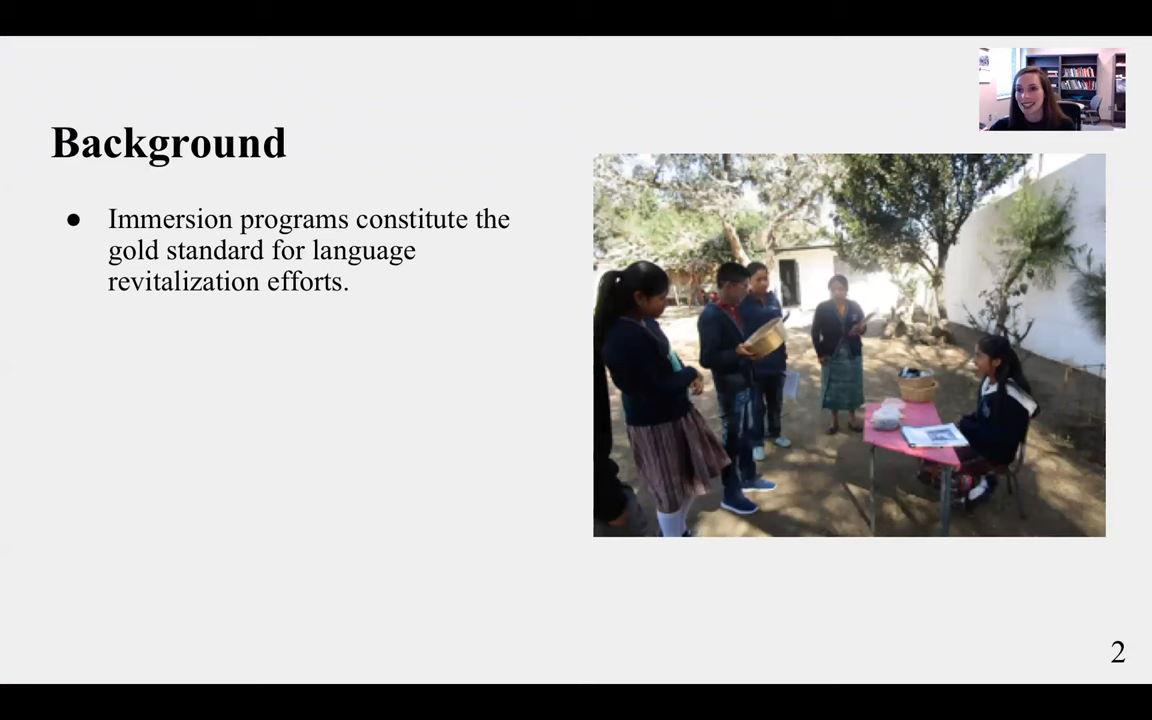 Background
● Immersion programs constitute the
gold standard for language
revitalization efforts.
2